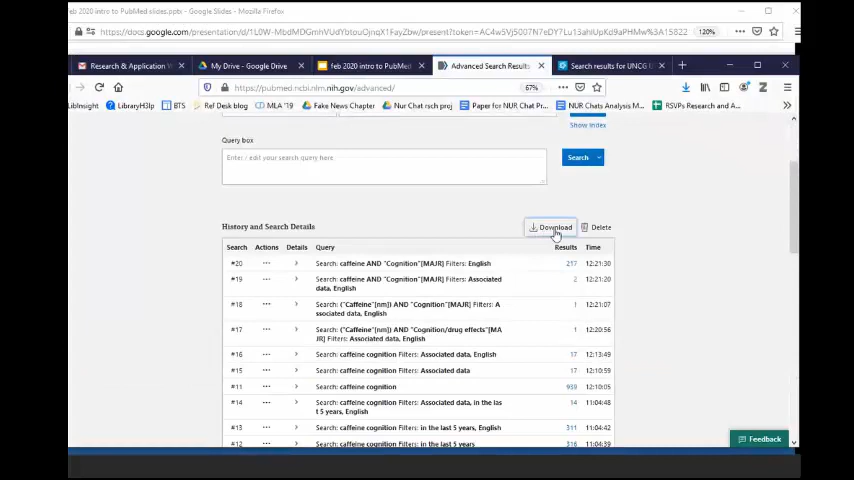 feb 2020 intro to PubMed slides.pptx - Google Slides - Mozilla Firefox
120%
Research & Application W
My Drive - Google Drive
feb 2020 intro to PubMed
Advanced Search Results
Search results for UNCG U
https://pubmed.ncbi.nlm.nih.gov/advanced/
67%
LibInsight
LibraryH3lp
BTS
Ref Desk blog
MLA '19
Fake News Chapter
Nur Chat rsch proj
Paper for NUR Chat Pr...
NUR Chats Analysis M...
RSVPs Research and A...
Show Index
Query box
Enter / edit your search query here
Search
History and Search Details
Download
Delete
Search Actions Details Query Results Time
#20 ... > Search: caffeine AND "Cognition"[MAJR] Filters: English 217 12:21:30
#19 ... > Search: caffeine AND "Cognition"[MAJR] Filters: Associated 2 12:21:20
data, English
#18 ... > Search: ("Caffeine"[nm]) AND "Cognition"[MAJR] Filters: A 1 12:21:07
ssociated data, English
#17 ... > Search: ("Caffeine"[nm]) AND "Cognition/drug effects"[MA 1 12:20:56
JR] Filters: Associated data, English
#16 ... > Search: caffeine cognition Filters: Associated data, English 17 12:13:49
#15 ... > Search: caffeine cognition Filters: Associated data 17 12:10:59
#11 ... > Search: caffeine cognition 939 12:10:05
#14 ... > Search: caffeine cognition Filters: Associated data, in the las 14 11:04:48
t 5 years, English
#13 ... > Search: caffeine cognition Filters: in the last 5 years, English 311 11:04:42
#12 ... > Search: caffeine cognition Filters: in the last 5 years 316 11:04:39
Feedback